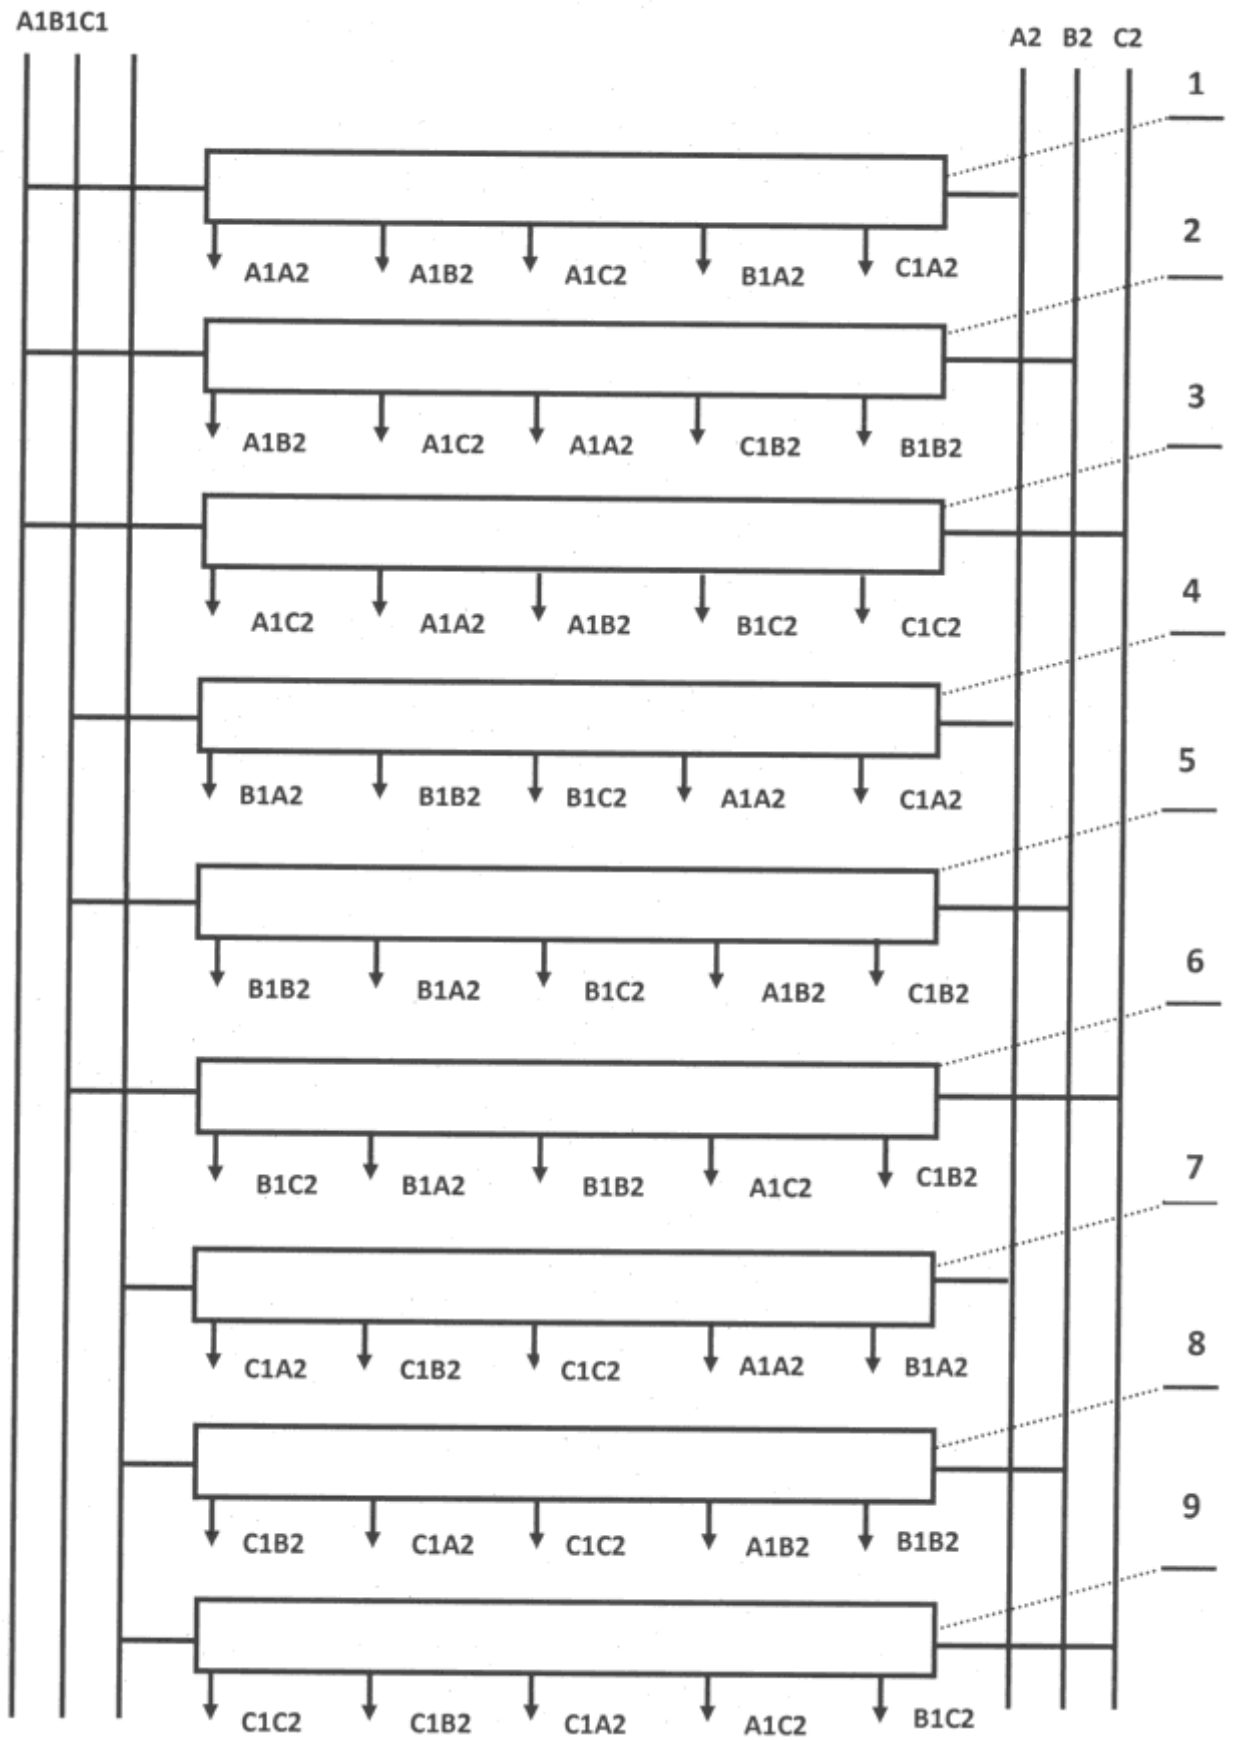 A1B1C1
A2 B2 C2
1
A1A2 A1B2 A1C2 B1A2 C1A2
2
A1B2 A1C2 A1A2 C1B2 B1B2
3
A1C2 A1A2 A1B2 B1C2 C1C2
4
B1A2 B1B2 B1C2 A1A2 C1A2
5
B1B2 B1A2 B1C2 A1B2 C1B2
6
B1C2 B1A2 B1B2 A1C2 C1B2
7
C1A2 C1B2 C1C2 A1A2 B1A2
8
C1B2 C1A2 C1C2 A1B2 B1B2
9
C1C2 C1B2 C1A2 A1C2 B1C2